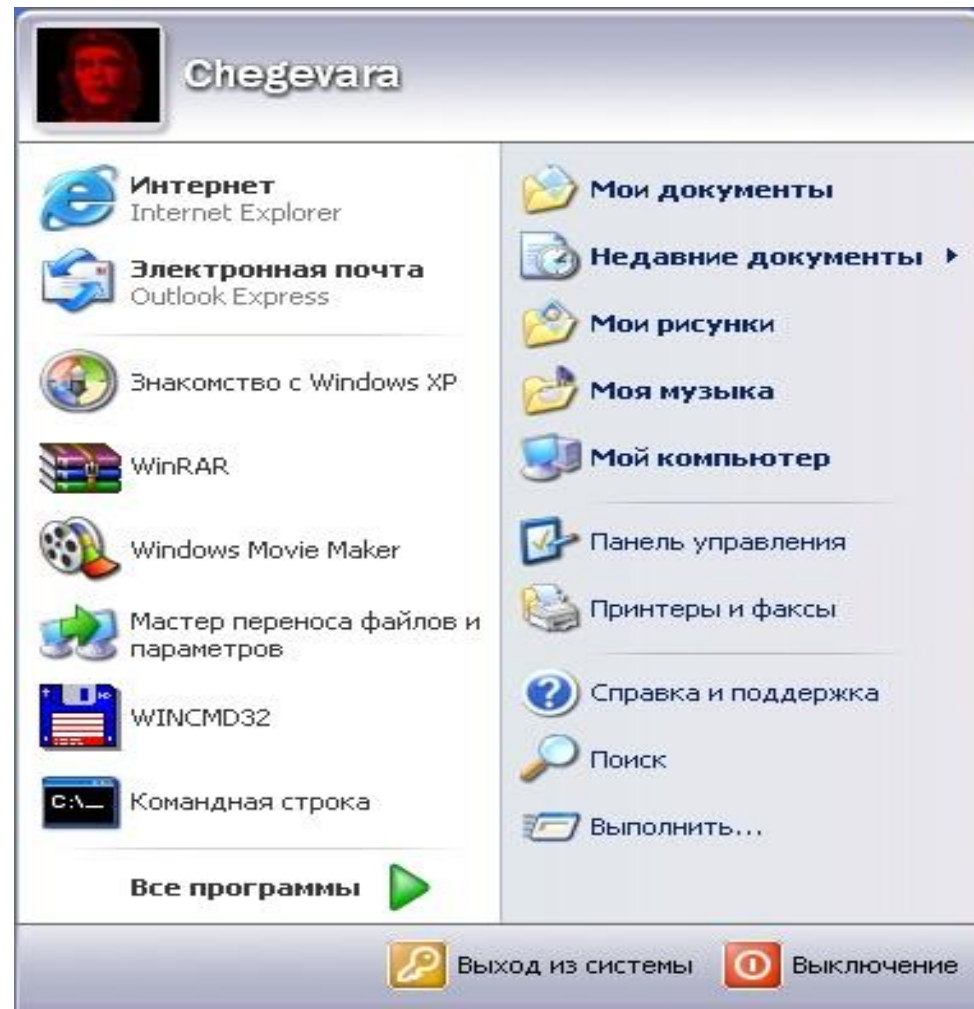 Chegevara
Интернет
Internet Explorer
Электронная почта
Outlook Express
Знакомство с Windows XP
WinRAR
Windows Movie Maker
Мастер переноса файлов и
параметров
WINCMD32
C:\_
Командная строка
Все программы
Мои документы
Недавние документы
Мои рисунки
Моя музыка
Мой компьютер
Панель управления
Принтеры и факсы
Справка и поддержка
Поиск
Выполнить...
Выход из системы
Выключение